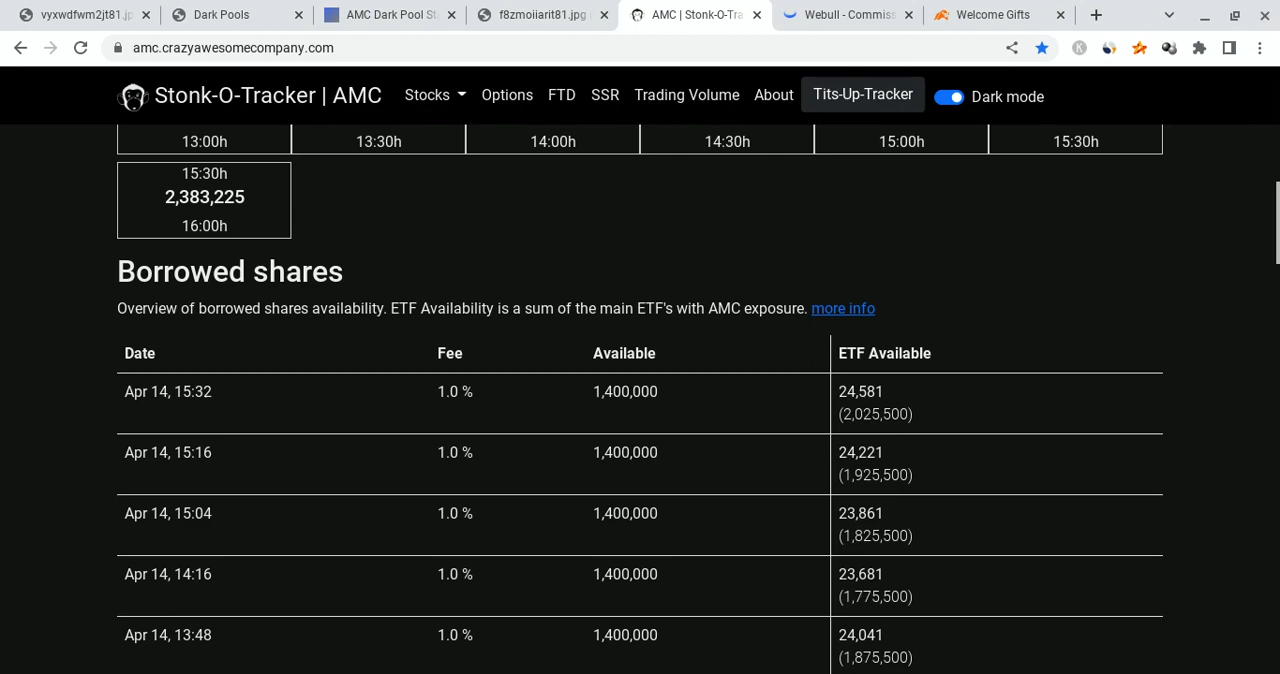 vyxwdfwm2jt81.jp
Dark Pools
AMC Dark Pool St
f8zmoiiarit81.jpg
AMC | Stonk-O-Tra
Webull - Commiss
Welcome Gifts
amc.crazyawesomecompany.com
K
Stonk-O-Tracker | AMC
Stocks
Options
FTD
SSR
Trading Volume
About
Tits-Up-Tracker
Dark mode
13:00h 13:30h 14:00h 14:30h 15:00h 15:30h
15:30h
2,383,225
16:00h
Borrowed shares
Overview of borrowed shares availability. ETF Availability is a sum of the main ETF's with AMC exposure. more info
Date Fee Available ETF Available
Apr 14, 15:32 1.0 % 1,400,000 24,581
(2,025,500)
Apr 14, 15:16 1.0 % 1,400,000 24,221
(1,925,500)
Apr 14, 15:04 1.0 % 1,400,000 23,861
(1,825,500)
Apr 14, 14:16 1.0 % 1,400,000 23,681
(1,775,500)
Apr 14, 13:48 1.0 % 1,400,000 24,041
(1,875,500)